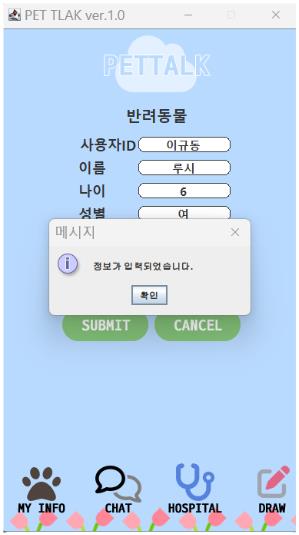 PET TLAK ver.1.0
PETTALK
반려동물
사용자ID 이규동
이름 루시
나이 6
성별 여
메시지
정보가 입력되었습니다.
확인
SUBMIT CANCEL
MY INFO CHAT HOSPITAL DRAW